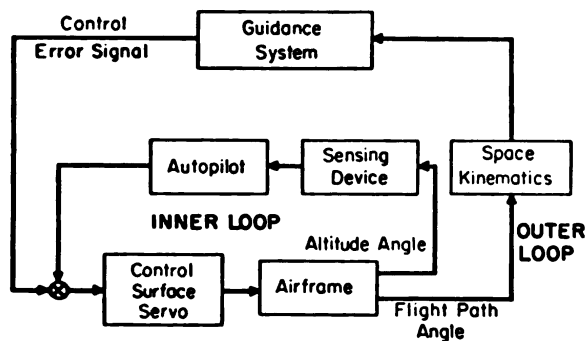 Control
Error Signal
Guidance
System
Autopilot
Sensing
Device
Space
Kinematics
INNER LOOP
OUTER
LOOP
Altitude Angle
Control
Surface
Servo
Airframe
Flight Path
Angle